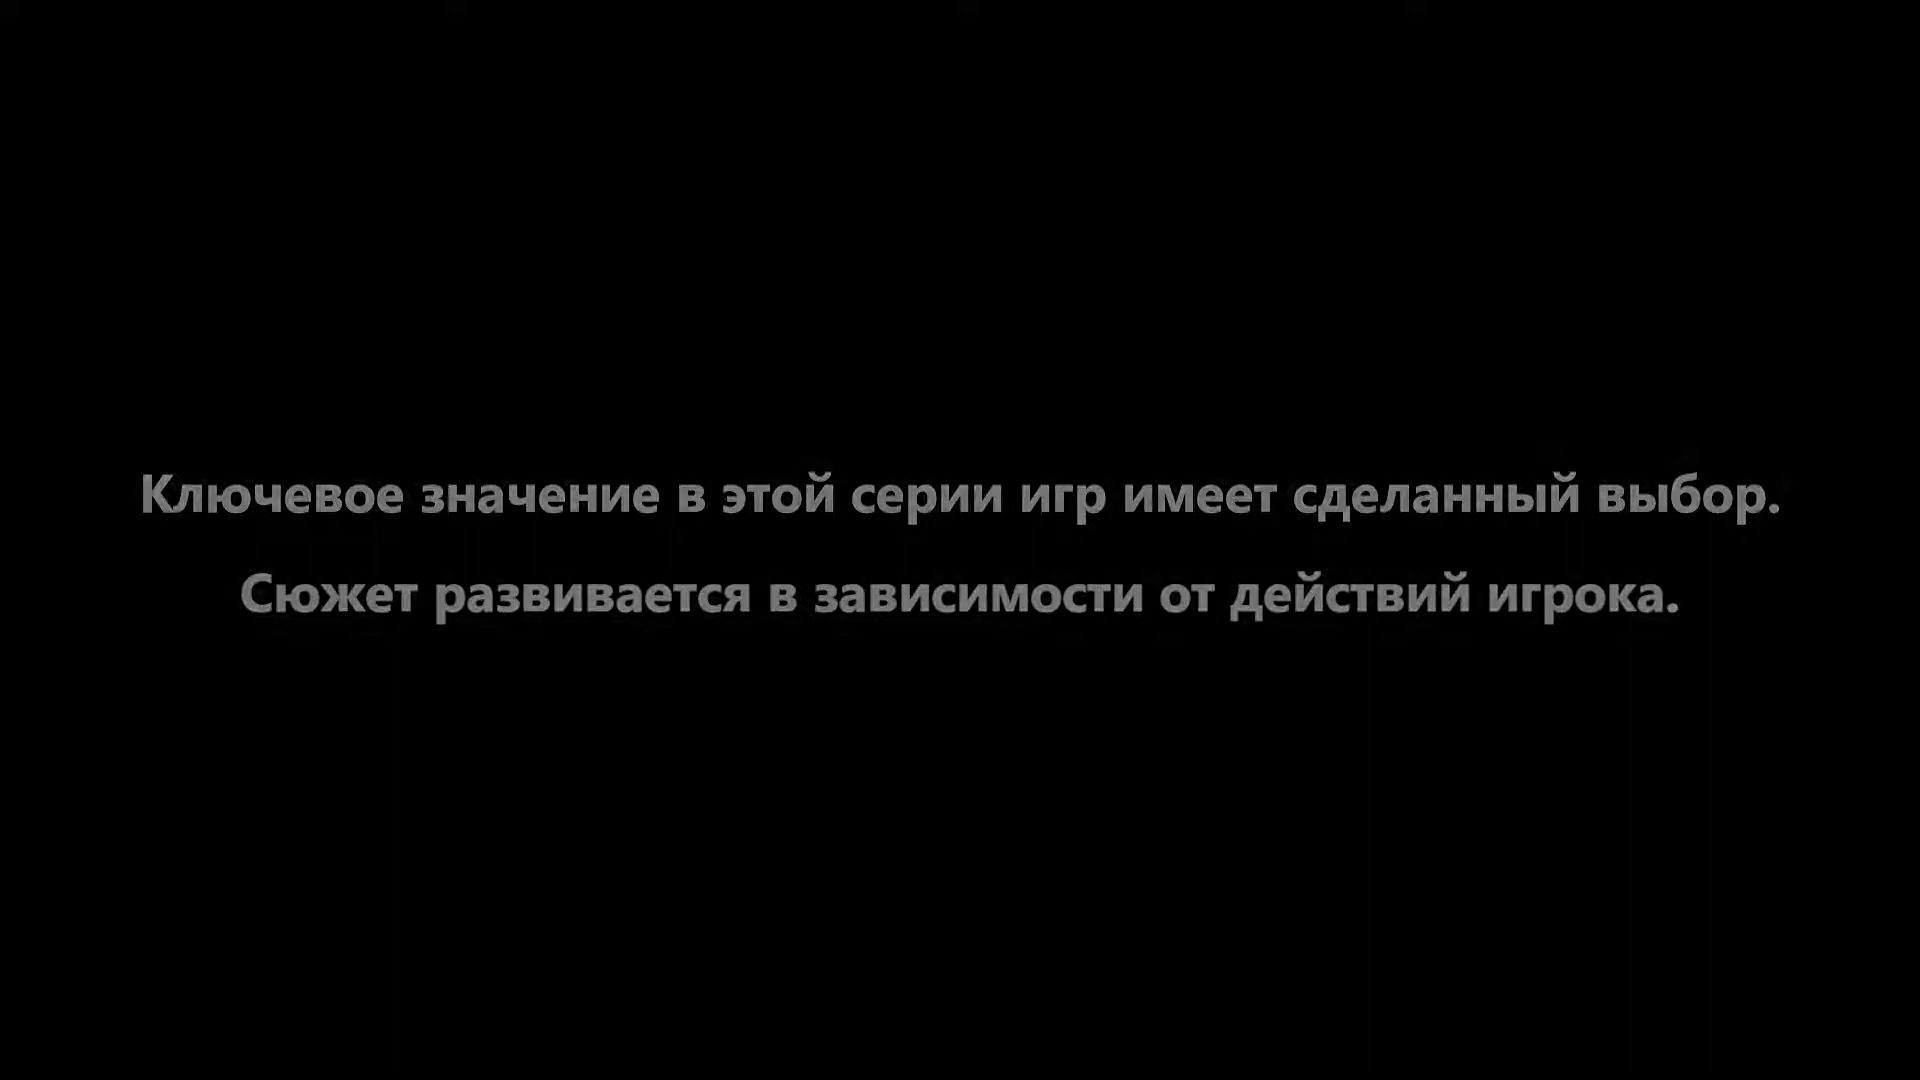 Ключевое значение в этой серии игр имеет сделанный выбор.
Сюжет развивается в зависимости от действий игрока.